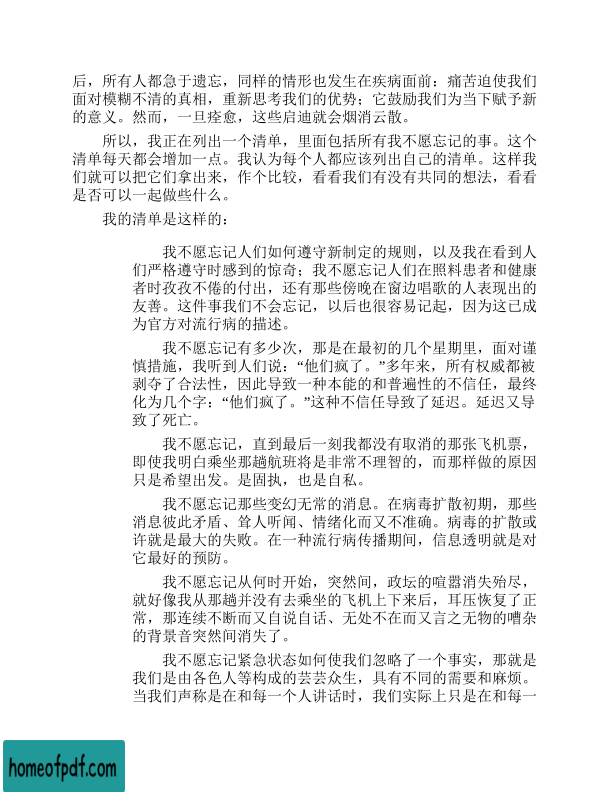 后，所有人都急于遗忘，同样的情形也发生在疾病面前：痛苦迫使我们
面对模糊不清的真相，重新思考我们的优势；它鼓励我们为当下赋予新
的意义。然而，一旦痊愈，这些启迪就会烟消云散。
所以，我正在列出一个清单，里面包括所有我不愿忘记的事。这个
清单每天都会增加一点。我认为每个人都应该列出自己的清单。这样我
们就可以把它们拿出来，作个比较，看看我们有没有共同的想法，看看
是否可以一起做些什么。
我的清单是这样的：
我不愿忘记人们如何遵守新制定的规则，以及我在看到人
们严格遵守时感到的惊奇；我不愿忘记人们在照料患者和健康
者时孜孜不倦的付出，还有那些傍晚在窗边唱歌的人表现出的
友善。这件事我们不会忘记，以后也很容易记起，因为这已成
为官方对流行病的描述。
我不愿忘记有多少次，那是在最初的几个星期里，面对谨
慎措施，我听到人们说：“他们疯了。”多年来，所有权威都被
剥夺了合法性，因此导致一种本能的和普遍性的不信任，最终
化为几个字：“他们疯了。”这种不信任导致了延迟。延迟又导
致了死亡。
我不愿忘记，直到最后一刻我都没有取消的那张飞机票，
即使我明白乘坐那趟航班将是非常不理智的，而那样做的原因
只是希望出发。是固执，也是自私。
我不愿忘记那些变幻无常的消息。在病毒扩散初期，那些
消息彼此矛盾、耸人听闻、情绪化而又不准确。病毒的扩散或
许就是最大的失败。在一种流行病传播期间，信息透明就是对
它最好的预防。
我不愿忘记从何时开始，突然间，政坛的喧嚣消失殆尽，
就好像我从那趟并没有去乘坐的飞机上下来后，耳压恢复了正
常，那连续不断而又自说自话、无处不在而又言之无物的嘈杂
的背景音突然间消失了。
我不愿忘记紧急状态如何使我们忽略了一个事实，那就是
我们是由各色人等构成的芸芸众生，具有不同的需要和麻烦。
当我们声称是在和每一个人讲话时，我们实际上只是在和每一
homeofpdf.com